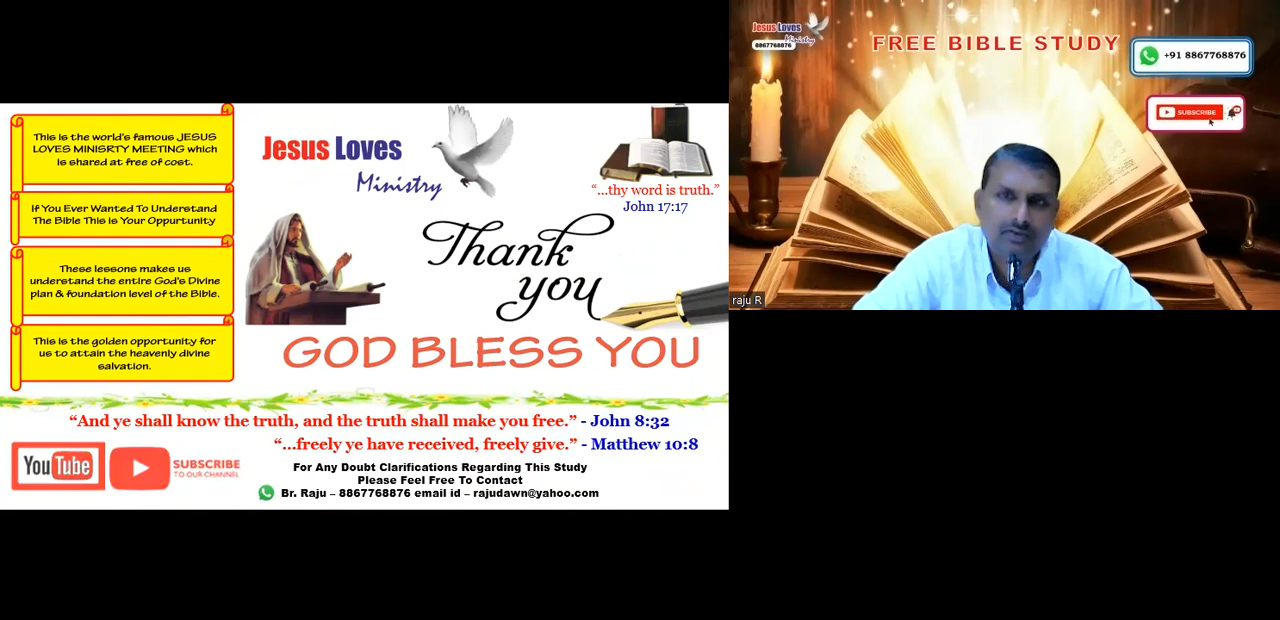 This is the world's famous JESUS
LOVES MINISRTY MEETING which
is shared at free of cost.
If You Ever Wanted To Understand
The Bible This is Your Oppurtunity
These lessons makes us
understand the entire God's Divine
plan & foundation level of the Bible.
This is the golden opportunity for
us to attain the heavenly divine
salvation.
Jesus Loves
Ministry
“...thy word is truth.”
John 17:17
Thank
you
GOD BLESS YOU
“And ye shall know the truth, and the truth shall make you free.” - John 8:32
“...freely ye have received, freely give.” - Matthew 10:8
For Any Doubt Clarifications Regarding This Study
Please Feel Free To Contact
Br. Raju – 8867768876 email id – rajudawn@yahoo.com
YouTube
SUBSCRIBE
TO OUR CHANNEL
Jesus Loves
Ministry
8867768876
FREE BIBLE STUDY
+91 8867768876
SUBSCRIBE
raju R